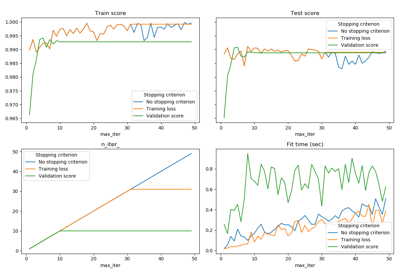 Train score
1.000
0.995
0.990
0.985
0.980
0.975
0.970
0.965
Stopping criterion
No stopping criterion
Training loss
Validation score
0 10 20 30 40 50
max_iter
Test score
Stopping criterion
No stopping criterion
Training loss
Validation score
0 10 20 30 40 50
max_iter
n_iter_
50
40
30
20
10
0
Stopping criterion
No stopping criterion
Training loss
Validation score
0 10 20 30 40 50
max_iter
Fit time (sec)
0.8
0.6
0.4
0.2
0.0
Stopping criterion
No stopping criterion
Training loss
Validation score
0 10 20 30 40 50
max_iter